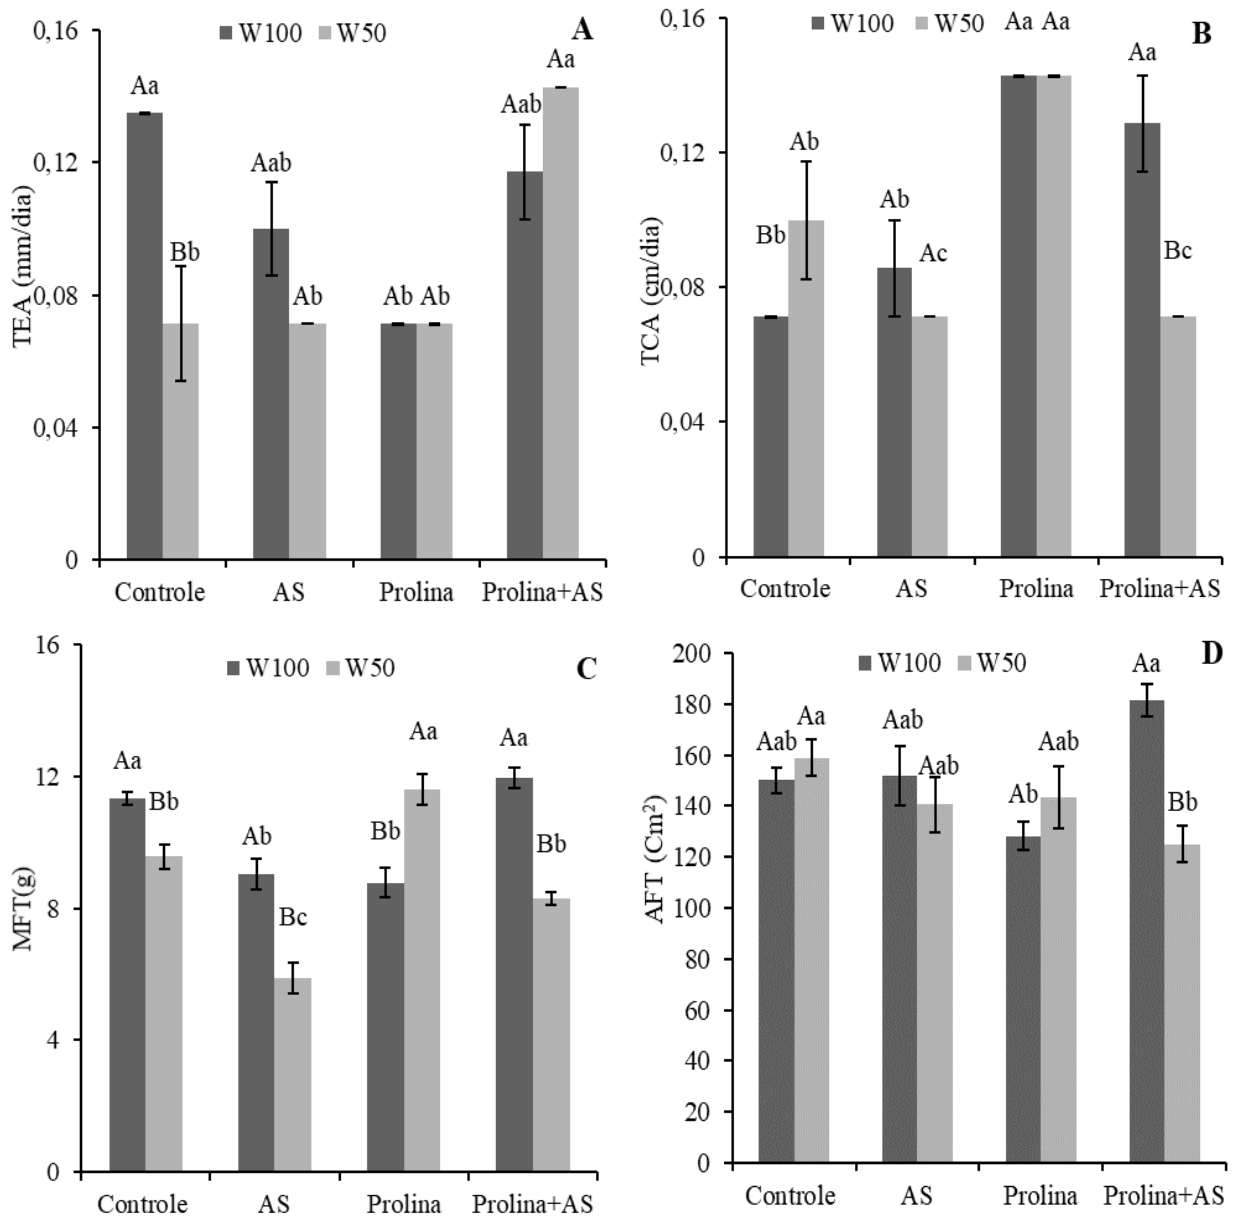 A
W100 W50
TEA (mm/dia)
0,16
0,12
0,08
0,04
0
Aa Bb Aab Ab Ab Ab Aab Aa
Controle AS Prolina Prolina+AS
B
W100 W50
TCA (cm/dia)
0,16
0,12
0,08
0,04
0
Bb Ab Ab Ac Aa Aa Aa Bc
Controle AS Prolina Prolina+AS
C
W100 W50
MFT(g)
16
12
8
4
0
Aa Bb Ab Bc Bb Aa Aa Bb
Controle AS Prolina Prolina+AS
D
W100 W50
AFT (Cm²)
200
180
160
140
120
100
80
60
40
20
0
Aab Aa Aab Aab Ab Aab Aa Bb
Controle AS Prolina Prolina+AS